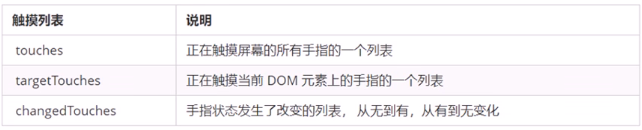 触摸列表 说明
touches 正在触摸屏幕的所有手指的一个列表
targetTouches 正在触摸当前 DOM 元素上的手指的一个列表
changedTouches 手指状态发生了改变的列表，从无到有，从有到无变化